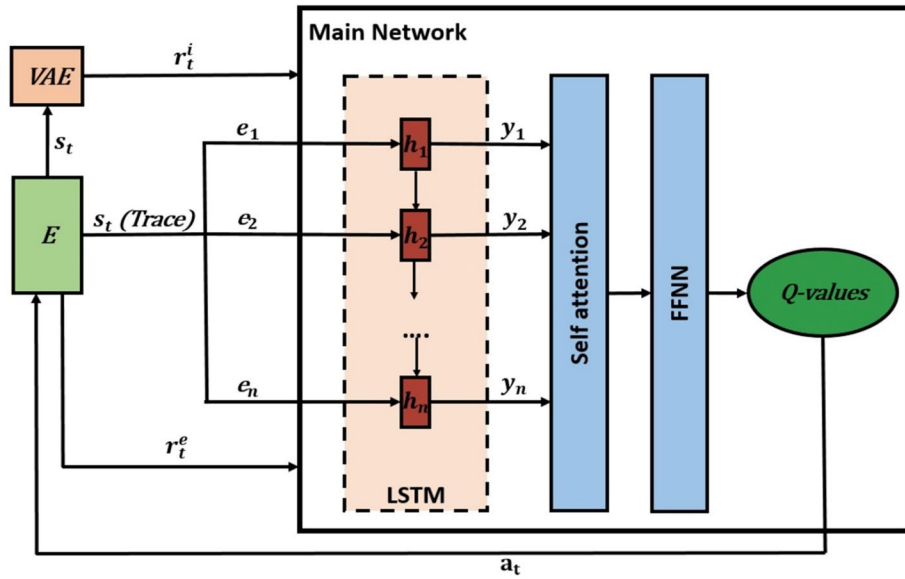 Main Network
VAE
r_t^i
s_t
e_1
h_1
y_1
E
s_t (Trace)
e_2
h_2
y_2
Self attention
FFNN
Q-values
.....
e_n
h_n
y_n
r_t^e
LSTM
a_t